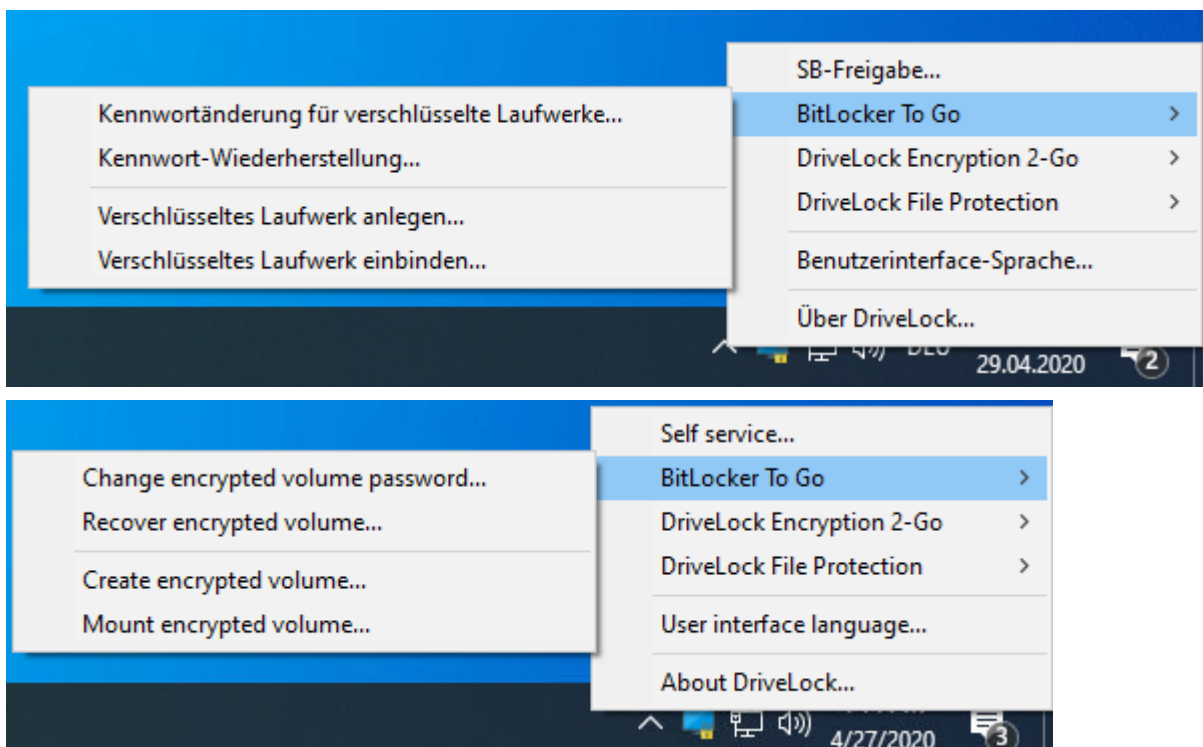 SB-Freigabe...
BitLocker To Go
DriveLock Encryption 2-Go
DriveLock File Protection
Benutzerinterface-Sprache...
Über DriveLock...
Kennwortänderung für verschlüsselte Laufwerke...
Kennwort-Wiederherstellung...
Verschlüsseltes Laufwerk anlegen...
Verschlüsseltes Laufwerk einbinden...
DEU
29.04.2020
2
Self service...
BitLocker To Go
DriveLock Encryption 2-Go
DriveLock File Protection
User interface language...
About DriveLock...
Change encrypted volume password...
Recover encrypted volume...
Create encrypted volume...
Mount encrypted volume...
4/27/2020
3